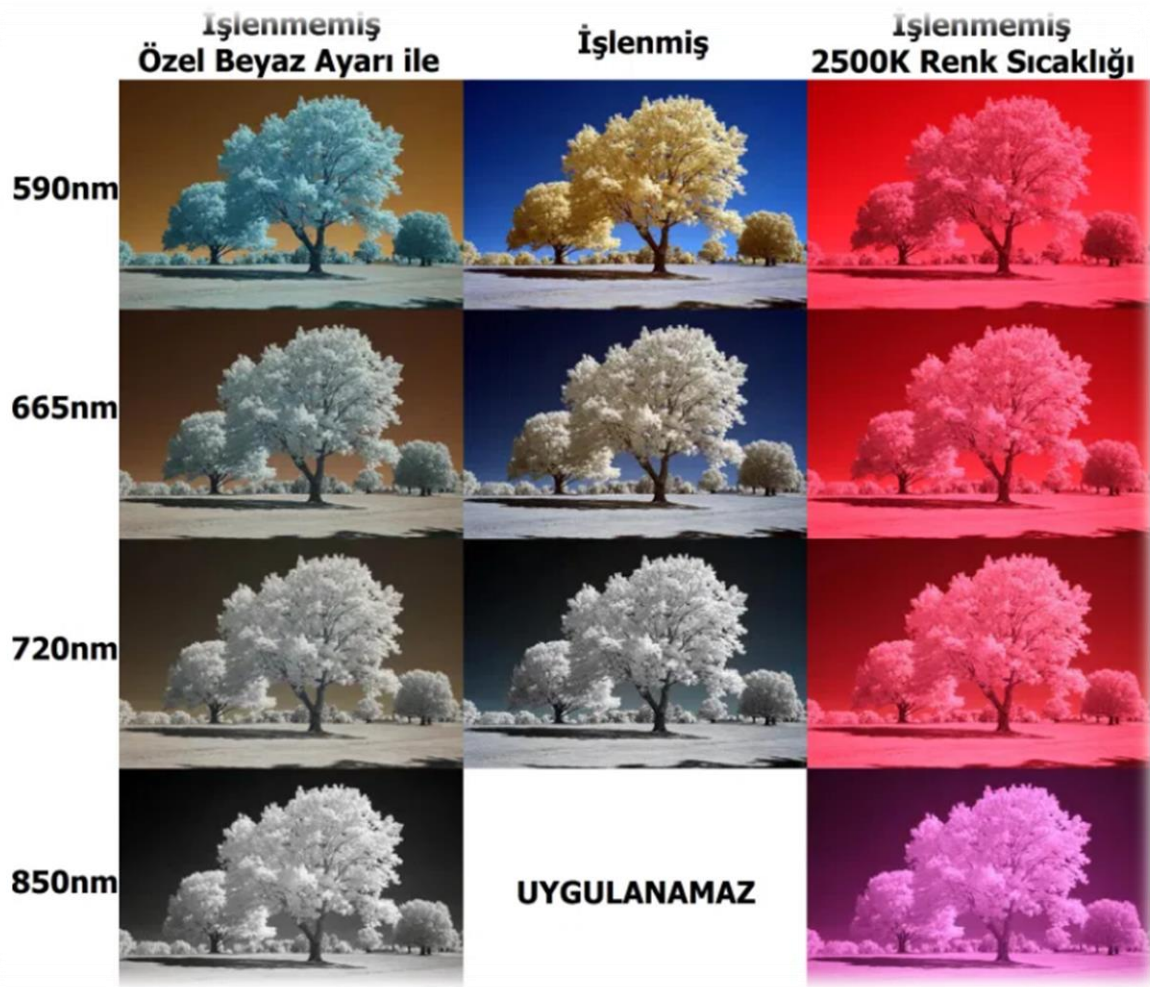 İşlenmemiş
Özel Beyaz Ayarı ile
İşlenmiş
İşlenmemiş
2500K Renk Sıcaklığı
590nm
665nm
720nm
850nm
UYGULANAMAZ